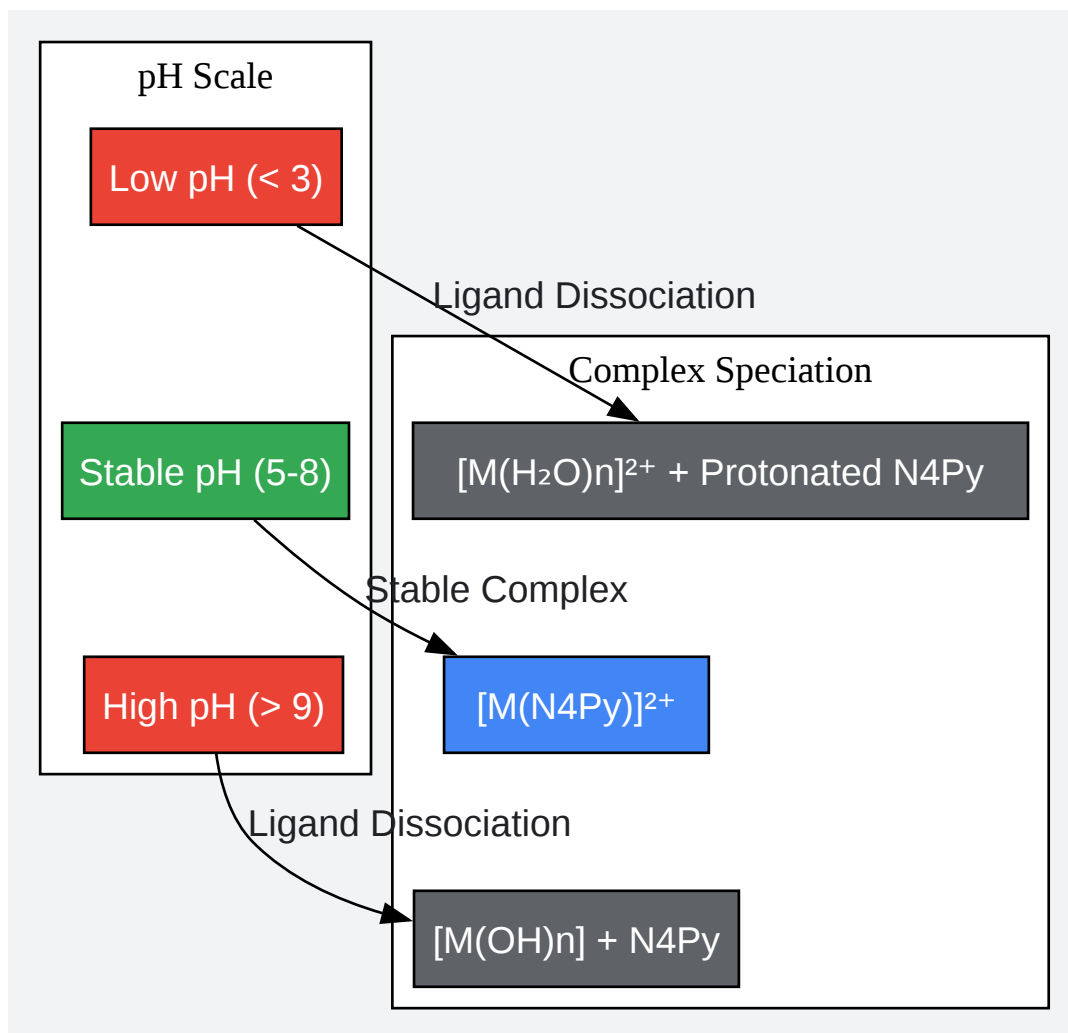 pH Scale
Low pH (< 3)
Ligand Dissociation
Complex Speciation
Stable pH (5-8)
[M(H₂O)n]²⁺ + Protonated N4Py
Stable Complex
High pH (> 9)
[M(N4Py)]²⁺
Ligand Dissociation
[M(OH)n] + N4Py